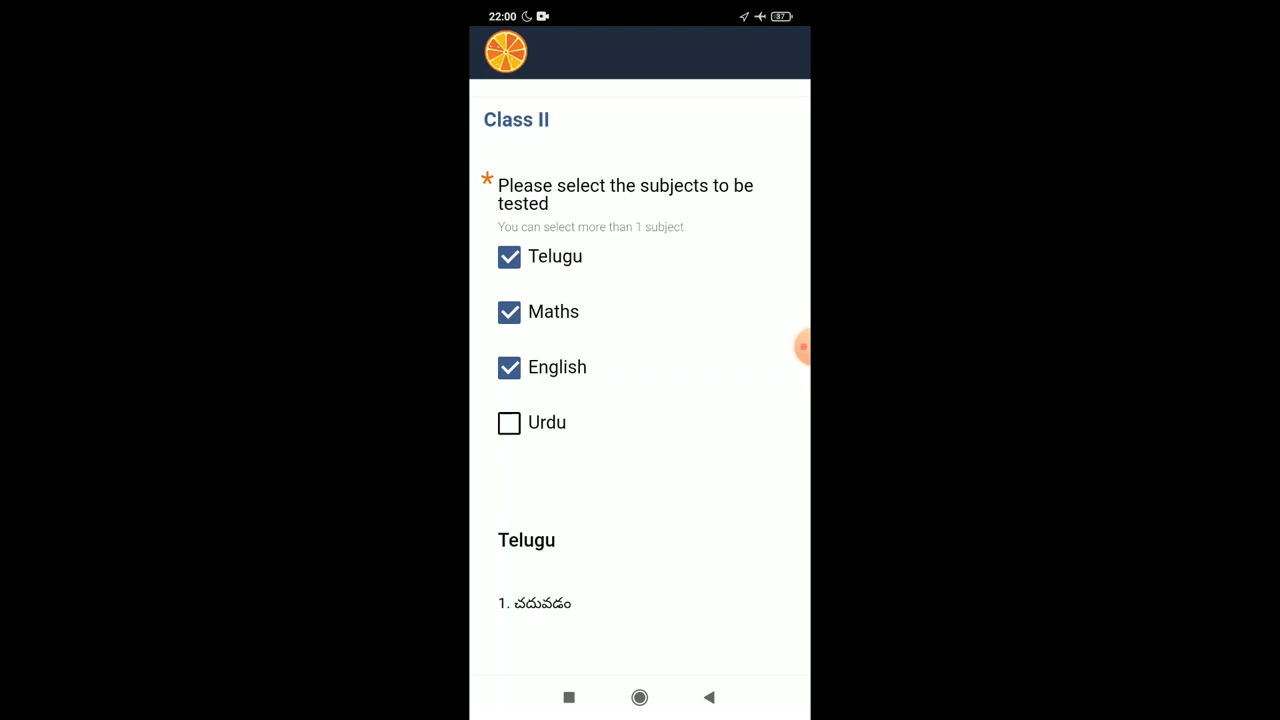 22:00
37
Class II
* Please select the subjects to be
tested
You can select more than 1 subject
Telugu
Maths
English
Urdu
Telugu
1. చదువడం